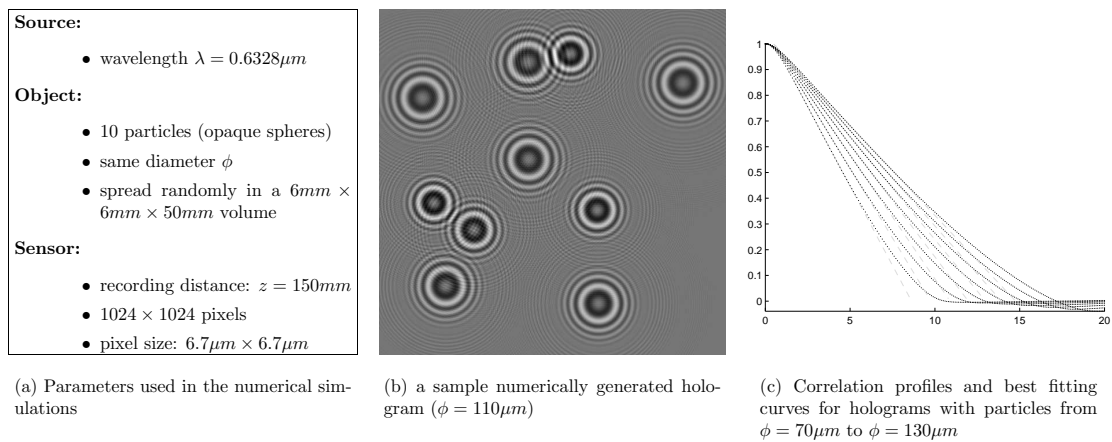 Source:
• wavelength λ = 0.6328μm
Object:
• 10 particles (opaque spheres)
• same diameter ϕ
• spread randomly in a 6mm ×
6mm × 50mm volume
Sensor:
• recording distance: z = 150mm
• 1024 × 1024 pixels
• pixel size: 6.7μm × 6.7μm
(a) Parameters used in the numerical sim-
ulations
(b) a sample numerically generated holo-
gram (ϕ = 110μm)
1
0.9
0.8
0.7
0.6
0.5
0.4
0.3
0.2
0.1
0
0 5 10 15 20
(c) Correlation profiles and best fitting
curves for holograms with particles from
ϕ = 70μm to ϕ = 130μm